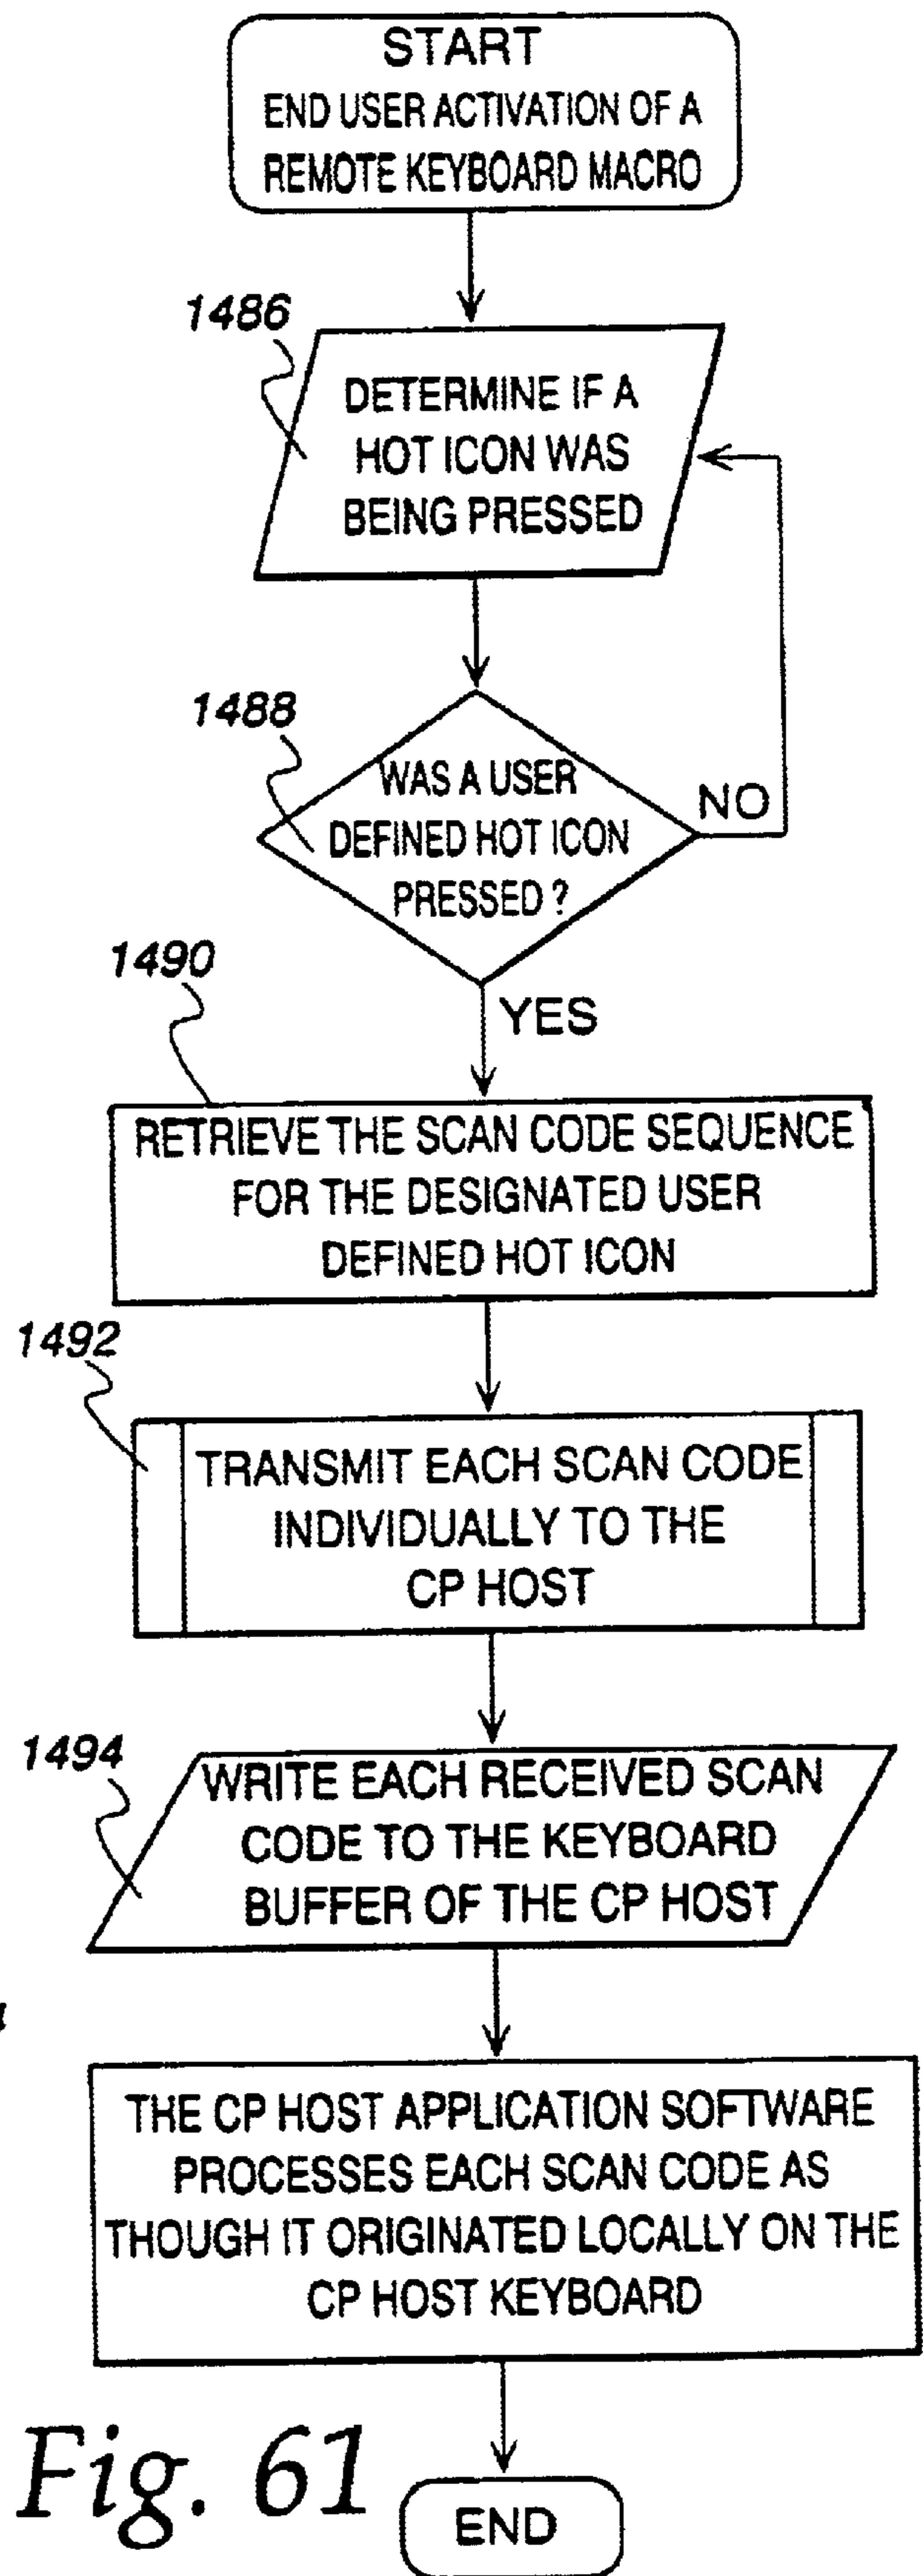 START
END USER ACTIVATION OF A
REMOTE KEYBOARD MACRO
1486
DETERMINE IF A
HOT ICON WAS
BEING PRESSED
1488
WAS A USER
DEFINED HOT ICON
PRESSED ?
NO
YES
1490
RETRIEVE THE SCAN CODE SEQUENCE
FOR THE DESIGNATED USER
DEFINED HOT ICON
1492
TRANSMIT EACH SCAN CODE
INDIVIDUALLY TO THE
CP HOST
1494
WRITE EACH RECEIVED SCAN
CODE TO THE KEYBOARD
BUFFER OF THE CP HOST
THE CP HOST APPLICATION SOFTWARE
PROCESSES EACH SCAN CODE AS
THOUGH IT ORIGINATED LOCALLY ON THE
CP HOST KEYBOARD
Fig. 61
END